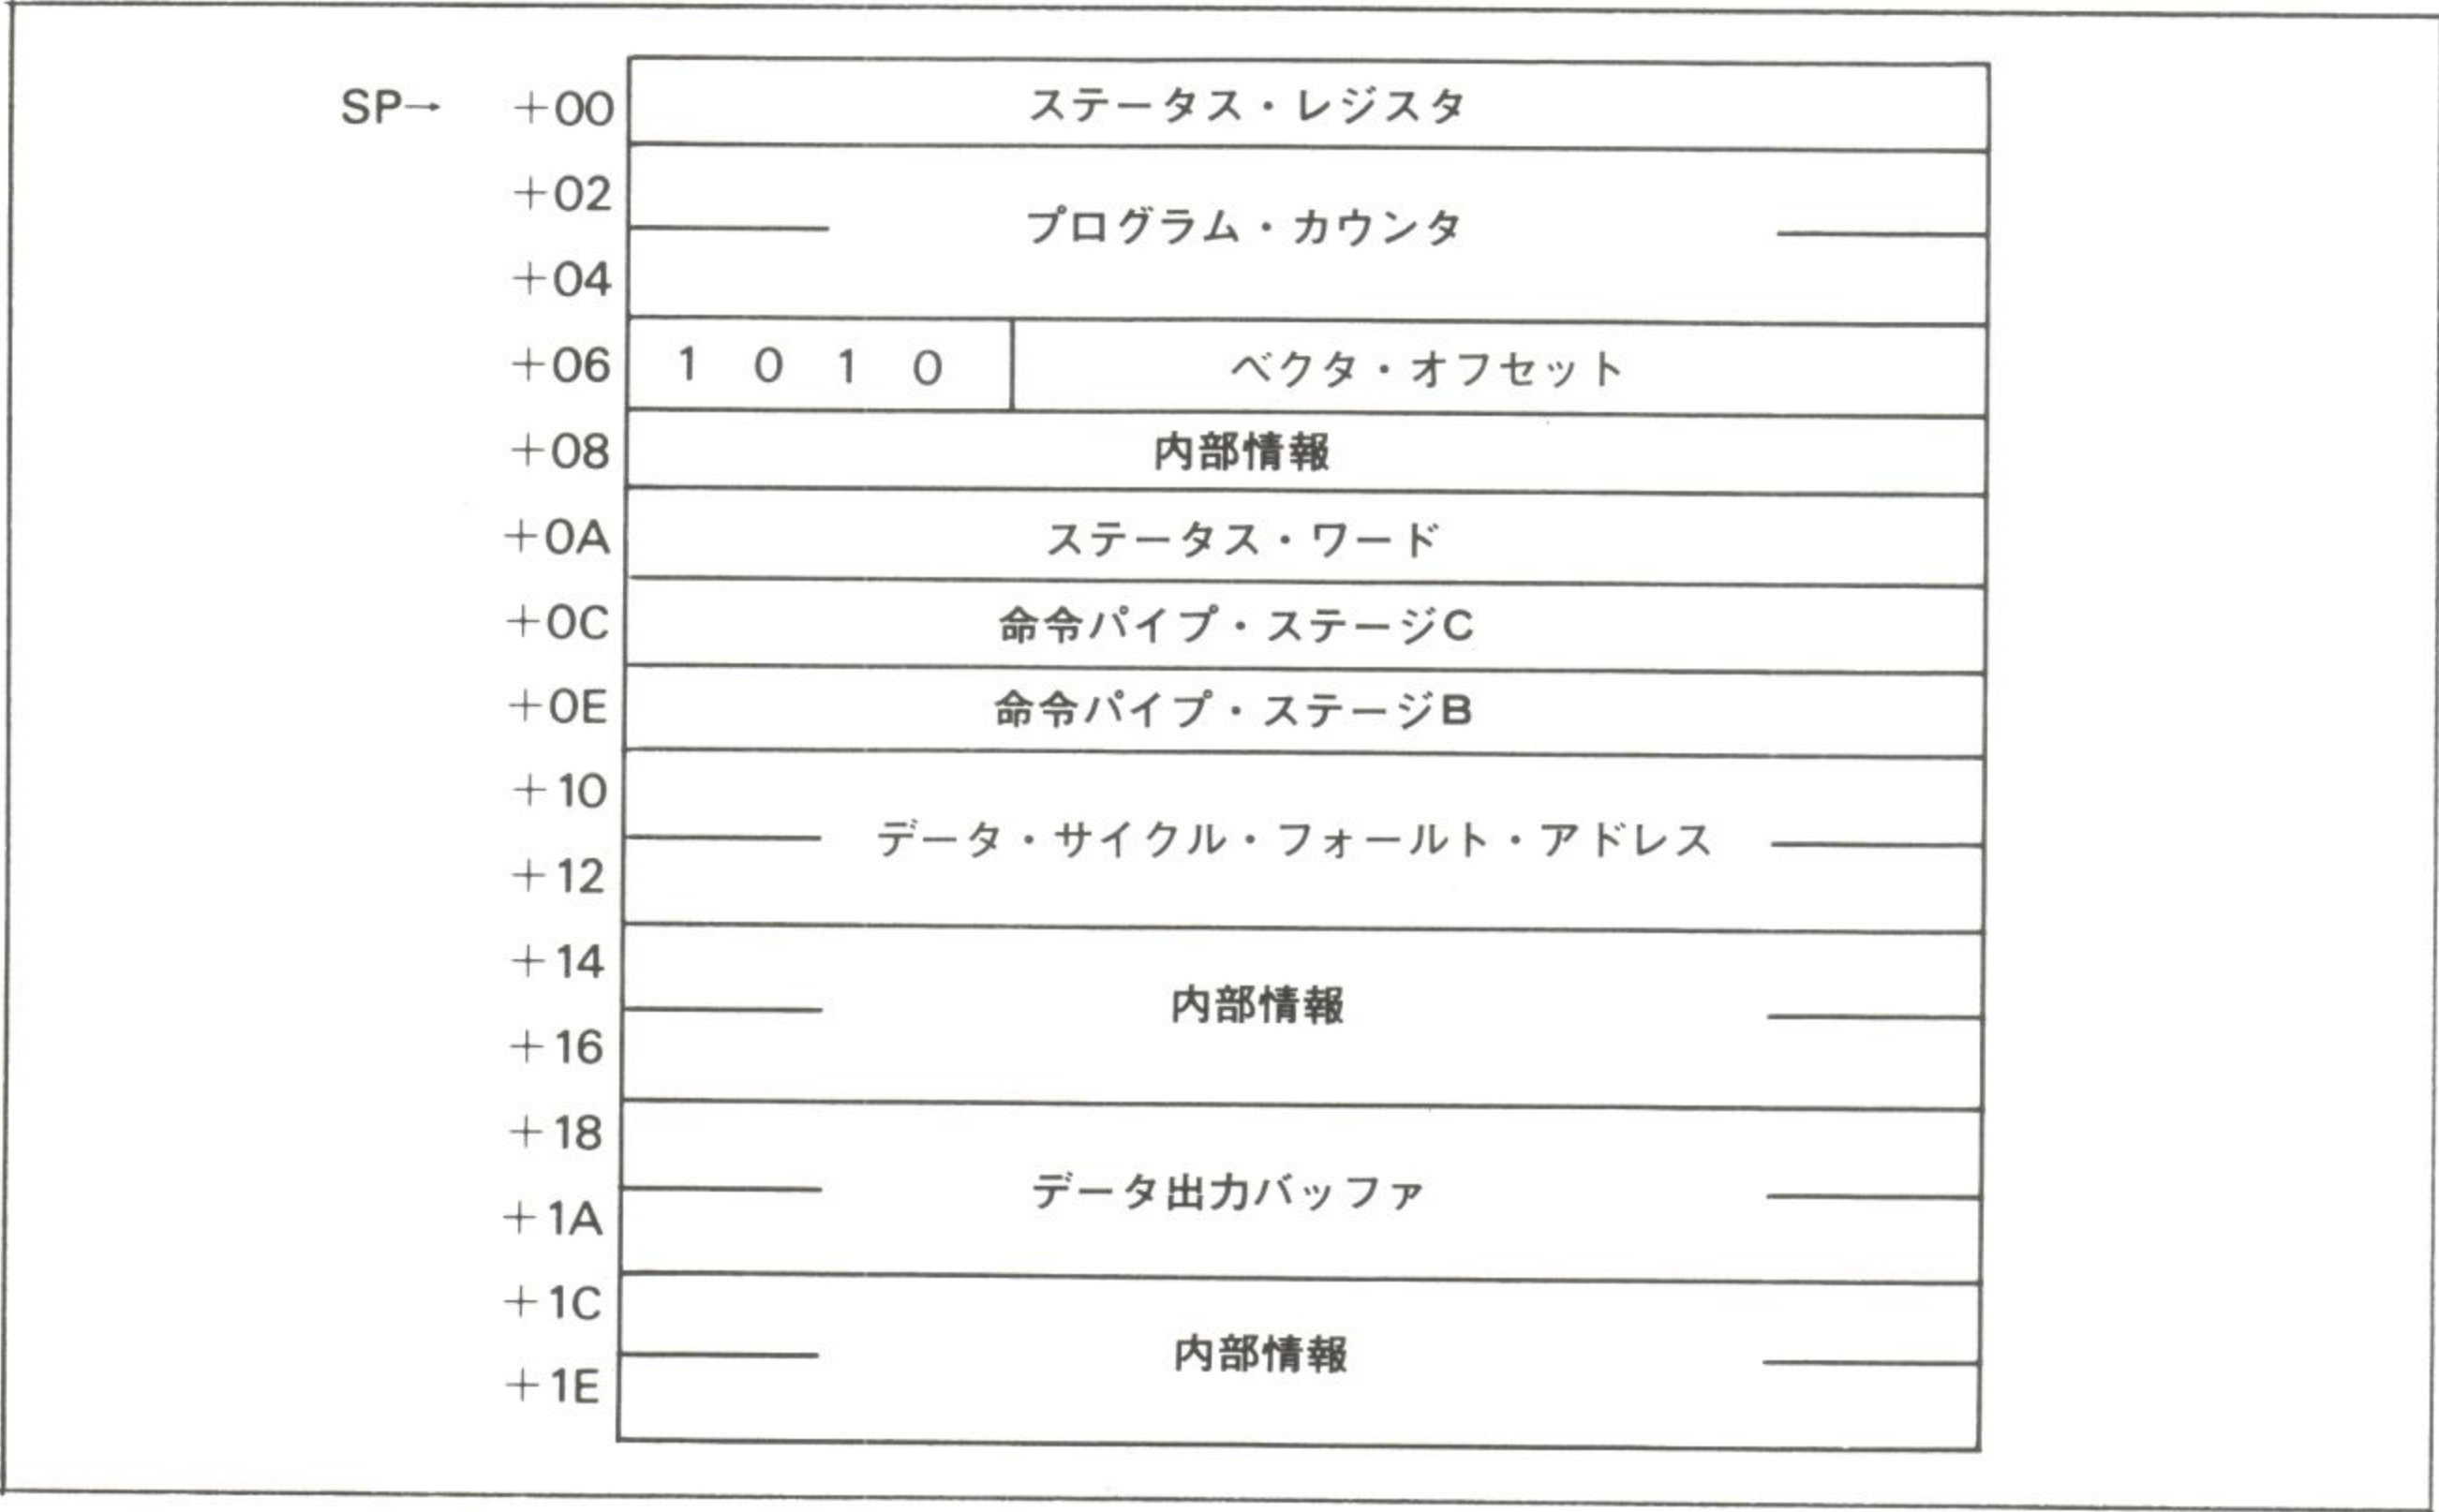 SP→ +00 ステータス・レジスタ
+02
プログラム・カウンタ
+04
+06 1 0 1 0 ベクタ・オフセット
+08 内部情報
+0A ステータス・ワード
+0C 命令パイプ・ステージC
+0E 命令パイプ・ステージB
+10
データ・サイクル・フォールト・アドレス
+12
+14
内部情報
+16
+18
データ出力バッファ
+1A
+1C
内部情報
+1E